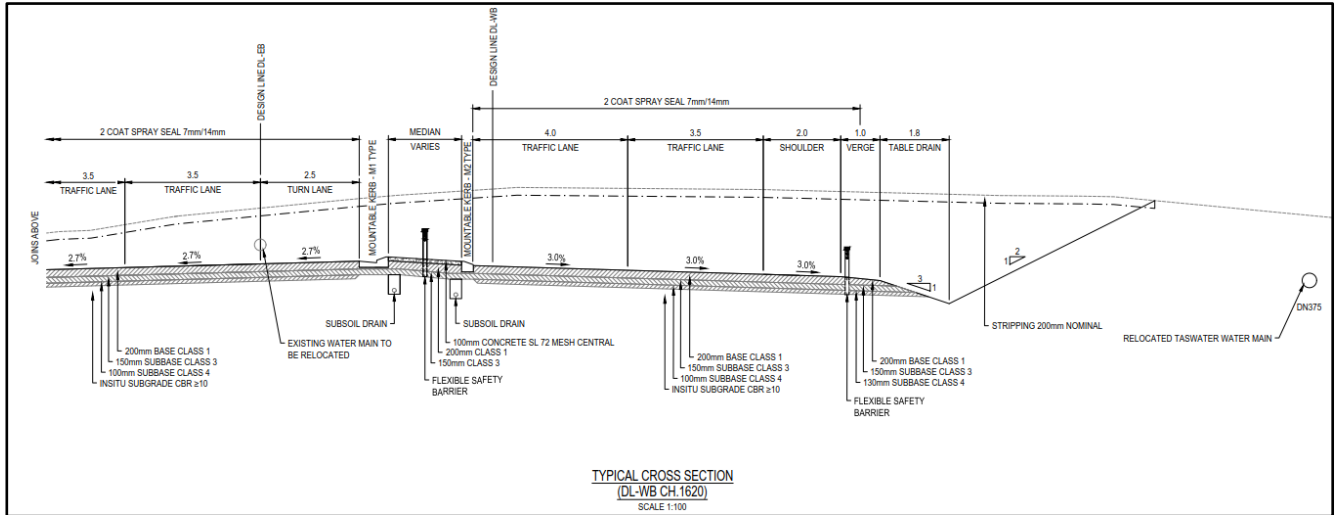 DESIGN LINE DL-EB
DESIGN LINE DL-WB
2 COAT SPRAY SEAL 7mm/14mm
2 COAT SPRAY SEAL 7mm/14mm
MOUNTABLE KERB - M1 TYPE
MEDIAN
VARIES
MOUNTABLE KERB - M2 TYPE
4.0
TRAFFIC LANE
3.5
TRAFFIC LANE
2.0
SHOULDER
1.0
VERGE
1.8
TABLE DRAIN
3.5
TRAFFIC LANE
3.5
TRAFFIC LANE
2.5
TURN LANE
JOINS ABOVE
2.7%
2.7%
2.7%
3.0%
3.0%
3.0%
2
1
3
1
DN375
SUBSOIL DRAIN
SUBSOIL DRAIN
STRIPPING 200mm NOMINAL
RELOCATED TASWATER WATER MAIN
EXISTING WATER MAIN TO
BE RELOCATED
200mm BASE CLASS 1
150mm SUBBASE CLASS 3
100mm SUBBASE CLASS 4
INSITU SUBGRADE CBR ≥10
100mm CONCRETE SL 72 MESH CENTRAL
200mm CLASS 1
150mm CLASS 3
FLEXIBLE SAFETY
BARRIER
200mm BASE CLASS 1
150mm SUBBASE CLASS 3
100mm SUBBASE CLASS 4
INSITU SUBGRADE CBR ≥10
200mm BASE CLASS 1
150mm SUBBASE CLASS 3
130mm SUBBASE CLASS 4
FLEXIBLE SAFETY
BARRIER
TYPICAL CROSS SECTION
(DL-WB CH.1620)
SCALE 1:100